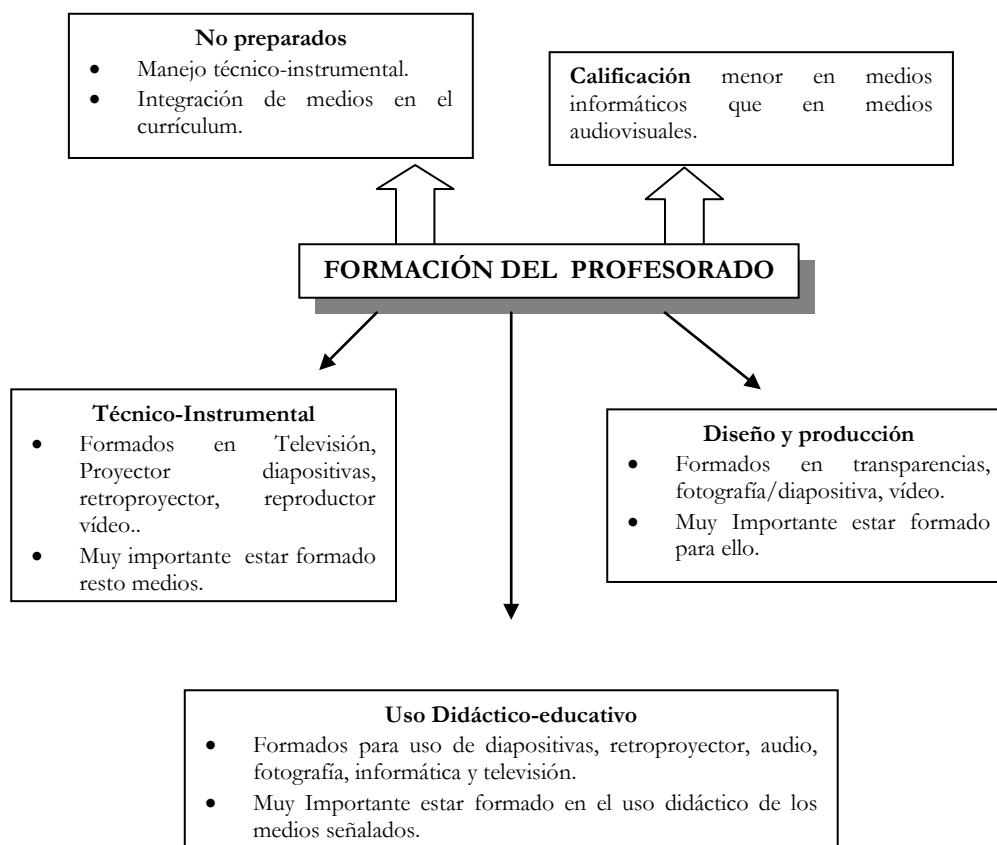 No preparados
• Manejo técnico-instrumental.
• Integración de medios en el
currículum.
Calificación menor en medios
informáticos que en medios
audiovisuales.
FORMACIÓN DEL PROFESORADO
Técnico-Instrumental
• Formados en Televisión,
Proyector diapositivas,
retroproyector, reproductor
vídeo..
• Muy importante estar formado
resto medios.
Diseño y producción
• Formados en transparencias,
fotografía/diapositiva, vídeo.
• Muy Importante estar formado
para ello.
Uso Didáctico-educativo
• Formados para uso de diapositivas, retroproyector, audio,
fotografía, informática y televisión.
• Muy Importante estar formado en el uso didáctico de los
medios señalados.